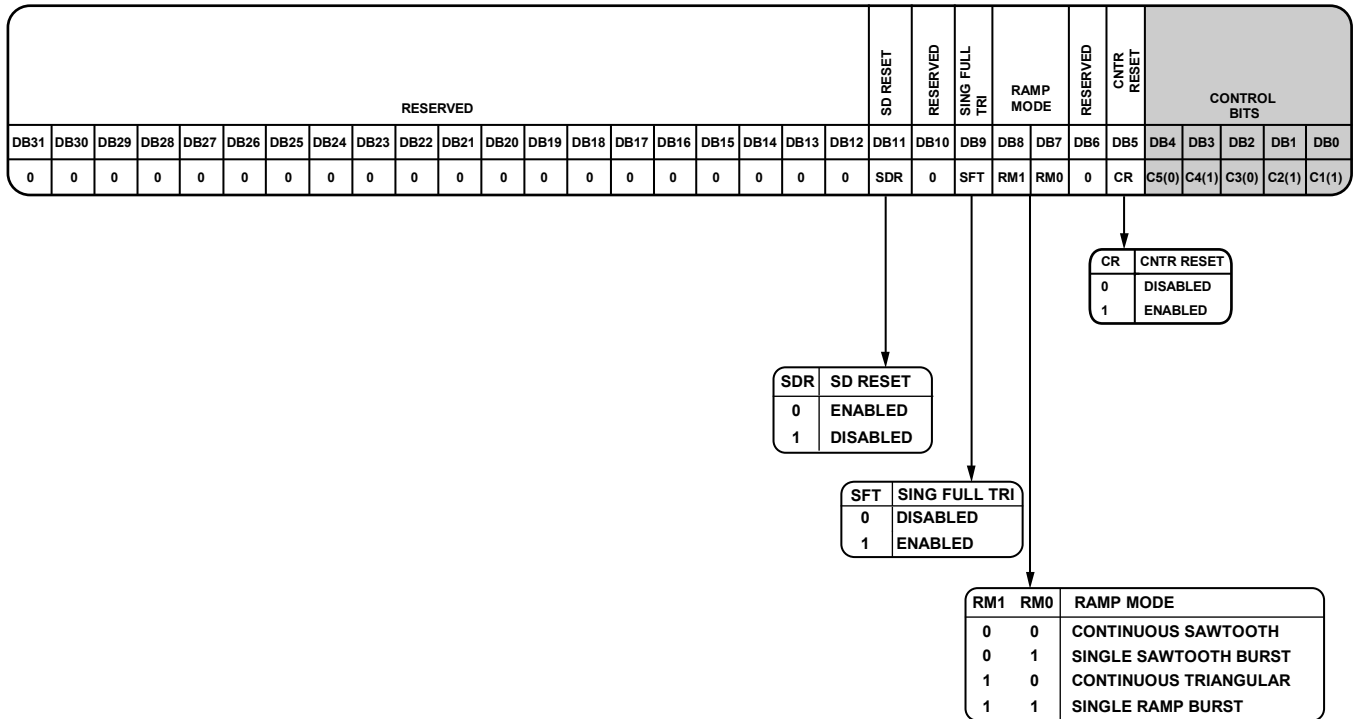 RESERVED
SD RESET
RESERVED
SING FULL
TRI
RAMP
MODE
RESERVED
CNTR
RESET
CONTROL
BITS
DB31 DB30 DB29 DB28 DB27 DB26 DB25 DB24 DB23 DB22 DB21 DB20 DB19 DB18 DB17 DB16 DB15 DB14 DB13 DB12 DB11 DB10 DB9 DB8 DB7 DB6 DB5 DB4 DB3 DB2 DB1 DB0
0 0 0 0 0 0 0 0 0 0 0 0 0 0 0 0 0 0 0 0 SDR 0 SFT RM1 RM0 0 CR C5(0) C4(1) C3(0) C2(1) C1(1)
CR CNTR RESET
0 DISABLED
1 ENABLED
SDR SD RESET
0 ENABLED
1 DISABLED
SFT SING FULL TRI
0 DISABLED
1 ENABLED
RM1 RM0 RAMP MODE
0 0 CONTINUOUS SAWTOOTH
0 1 SINGLE SAWTOOTH BURST
1 0 CONTINUOUS TRIANGULAR
1 1 SINGLE RAMP BURST